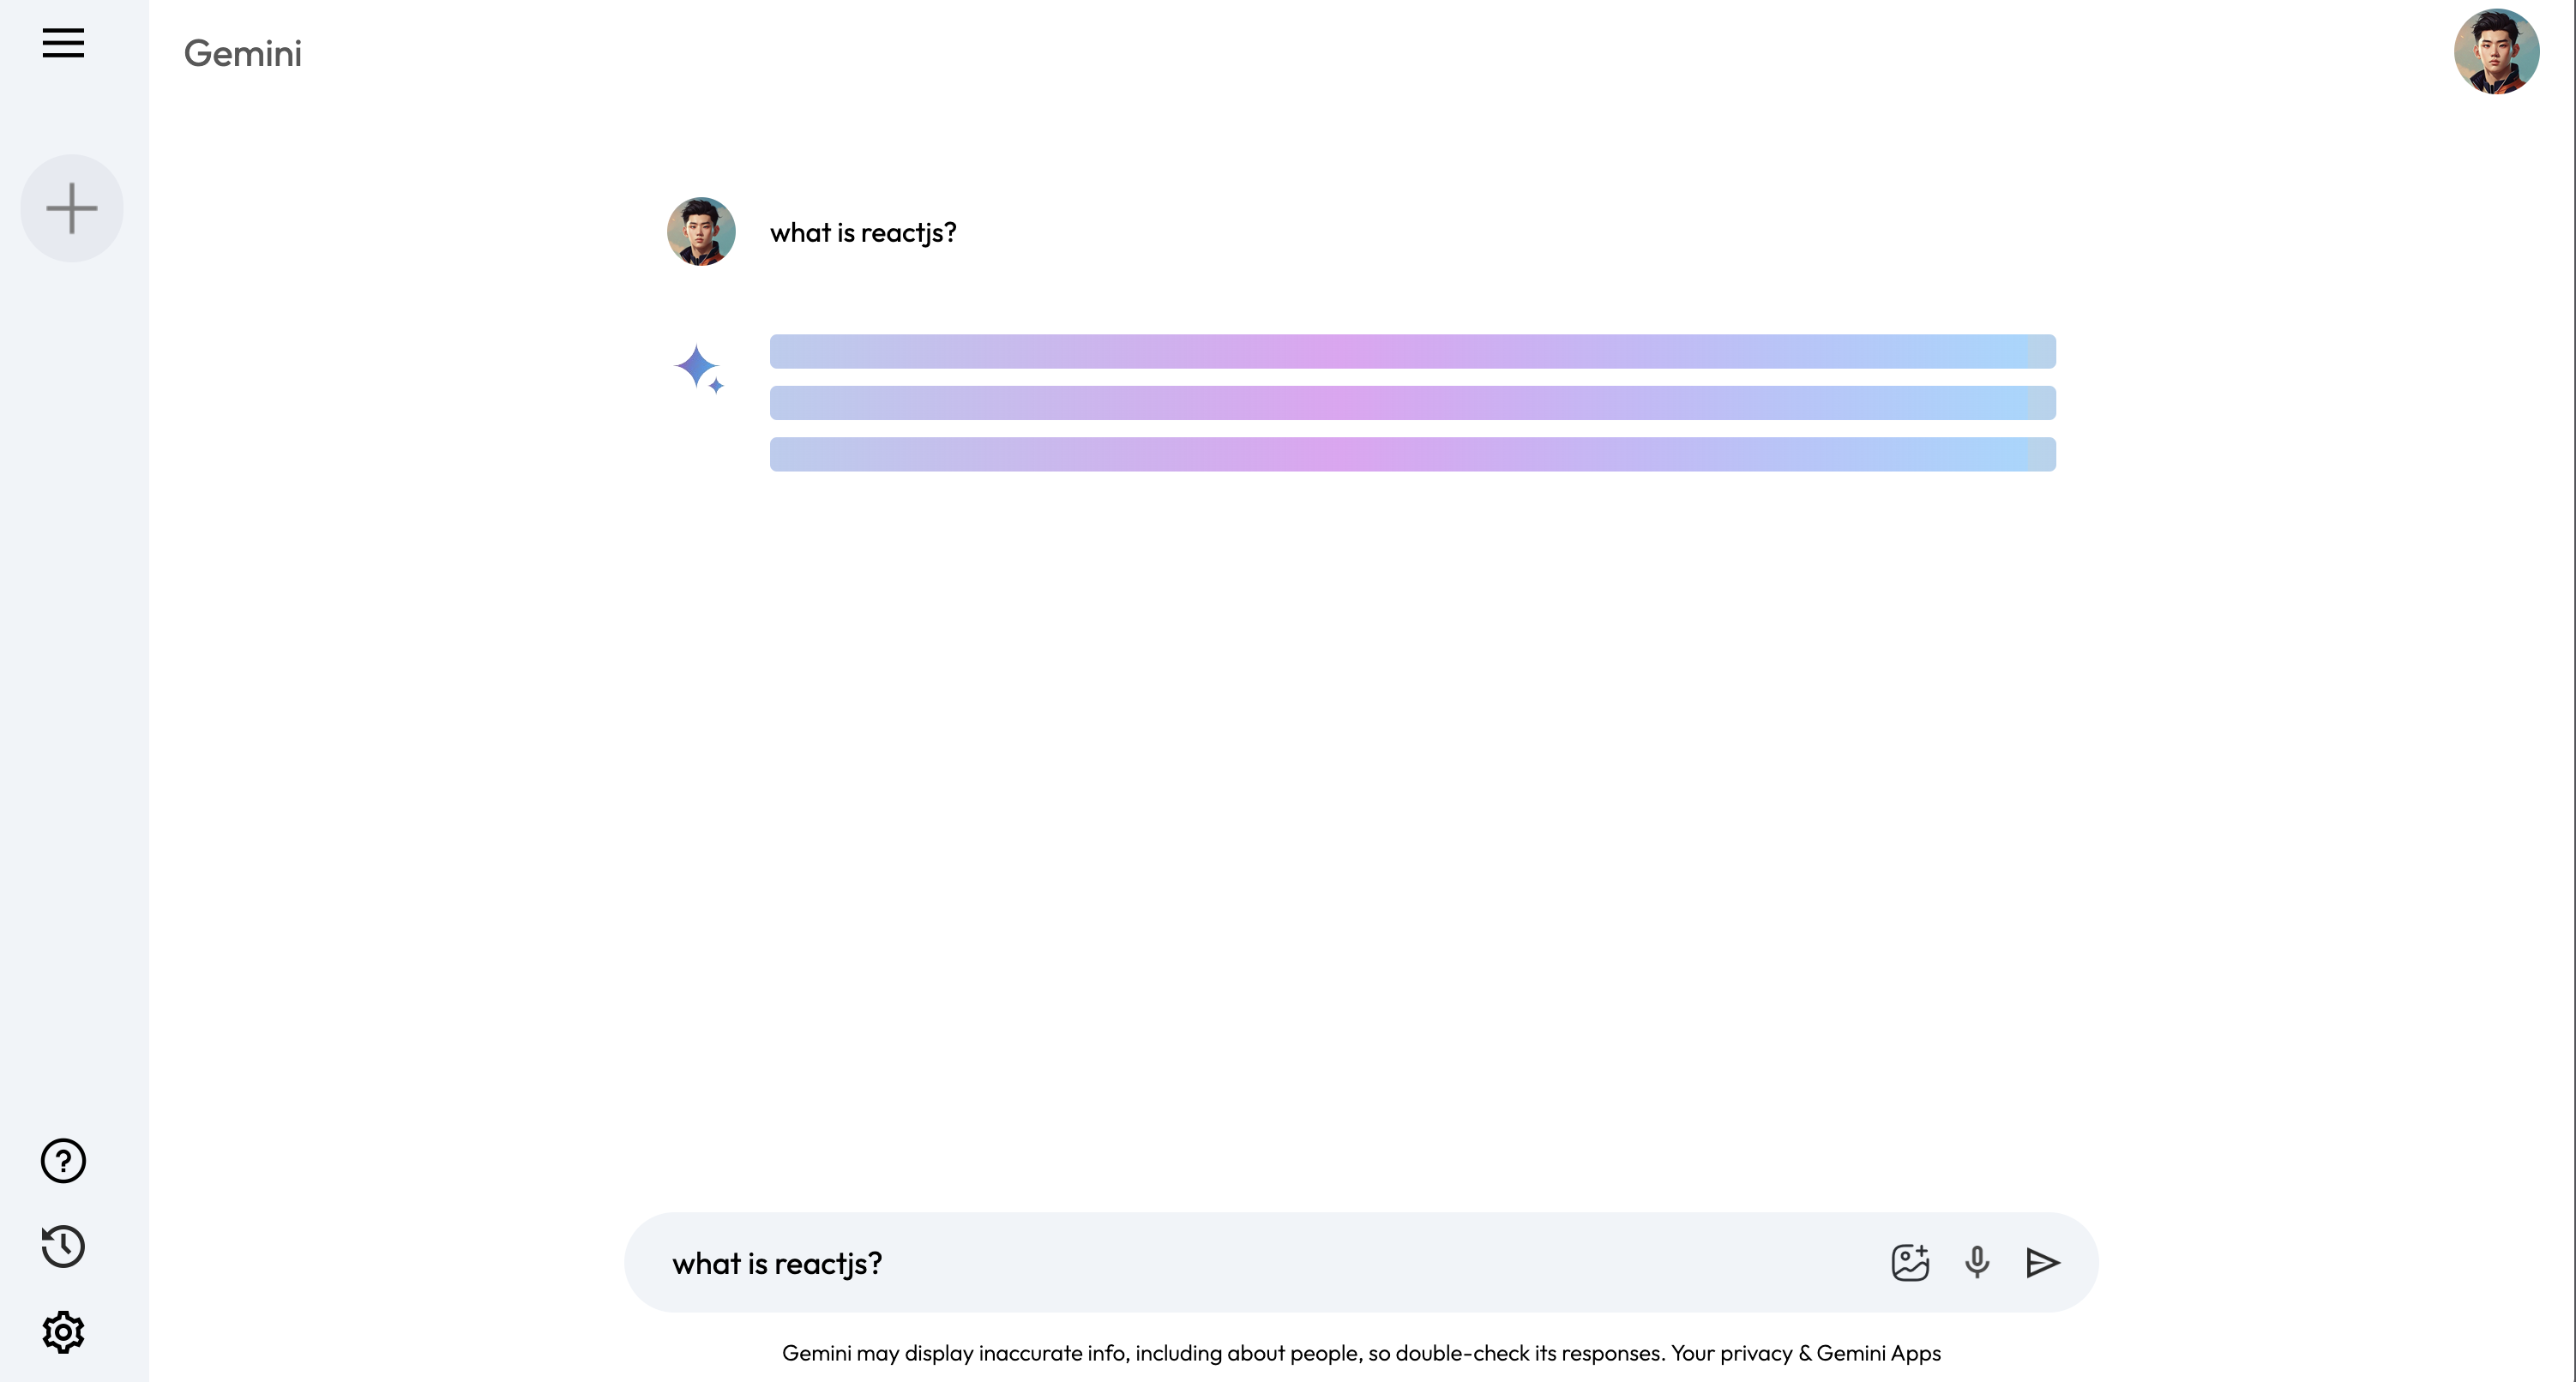 Gemini
what is reactjs?
what is reactjs?
Gemini may display inaccurate info, including about people, so double-check its responses. Your privacy & Gemini Apps